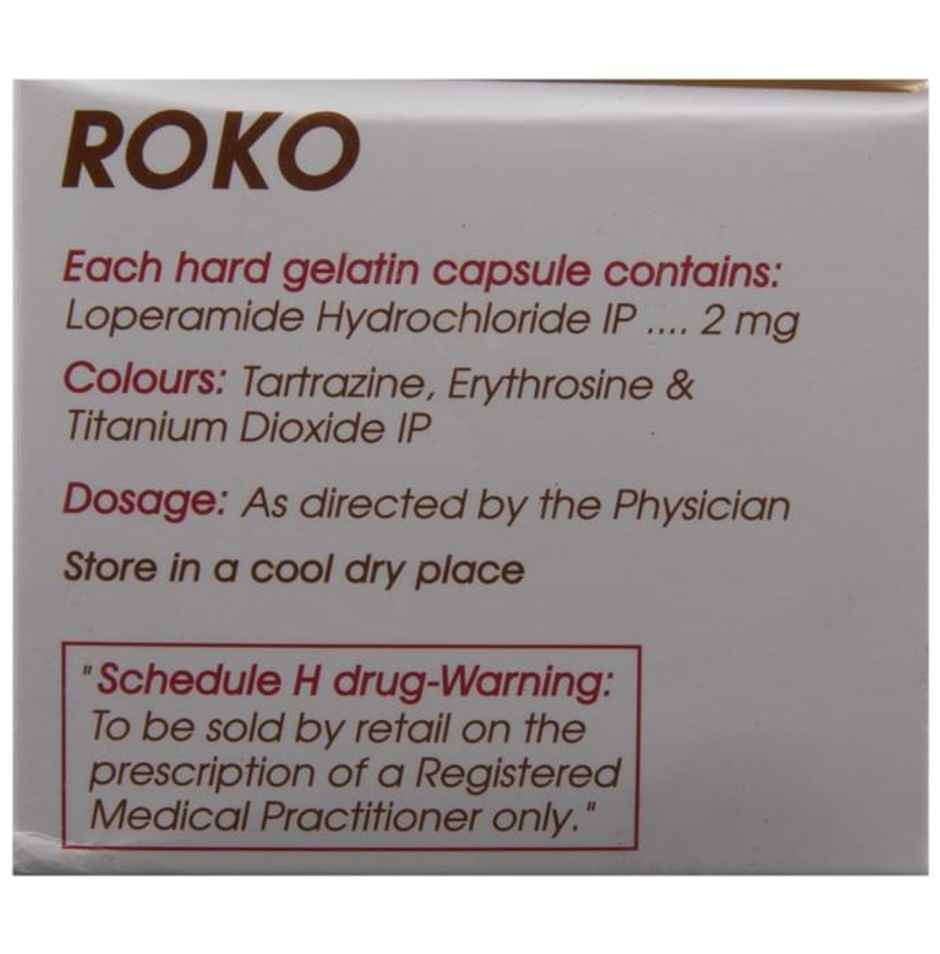 ROKO
Each hard gelatin capsule contains:
Loperamide Hydrochloride IP .... 2 mg
Colours: Tartrazine, Erythrosine &
Titanium Dioxide IP
Dosage: As directed by the Physician
Store in a cool dry place
"Schedule H drug-Warning:
To be sold by retail on the
prescription of a Registered
Medical Practitioner only."